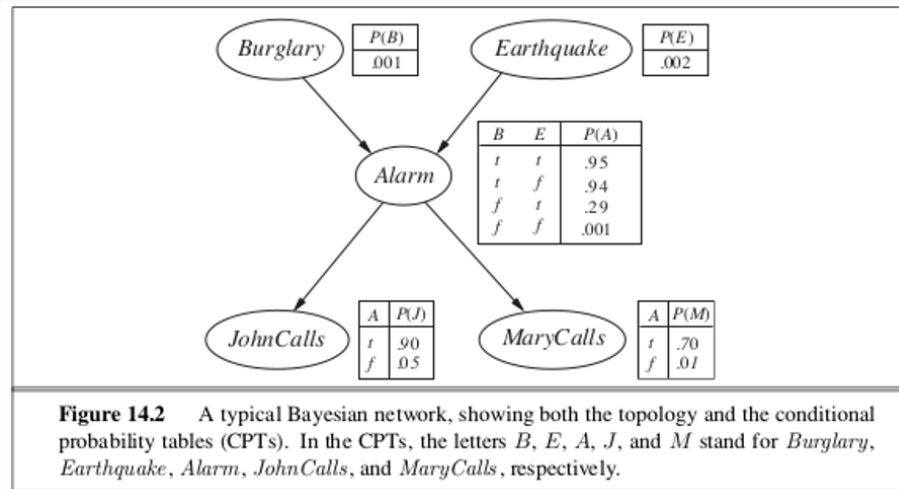 Burglary
P(B)
.001
Earthquake
P(E)
.002
Alarm
B E P(A)
t t .95
t f .94
f t .29
f f .001
JohnCalls
A P(J)
t .90
f .05
MaryCalls
A P(M)
t .70
f .01
Figure 14.2 A typical Bayesian network, showing both the topology and the conditional
probability tables (CPTs). In the CPTs, the letters B, E, A, J, and M stand for Burglary,
Earthquake, Alarm, JohnCalls, and MaryCalls, respectively.